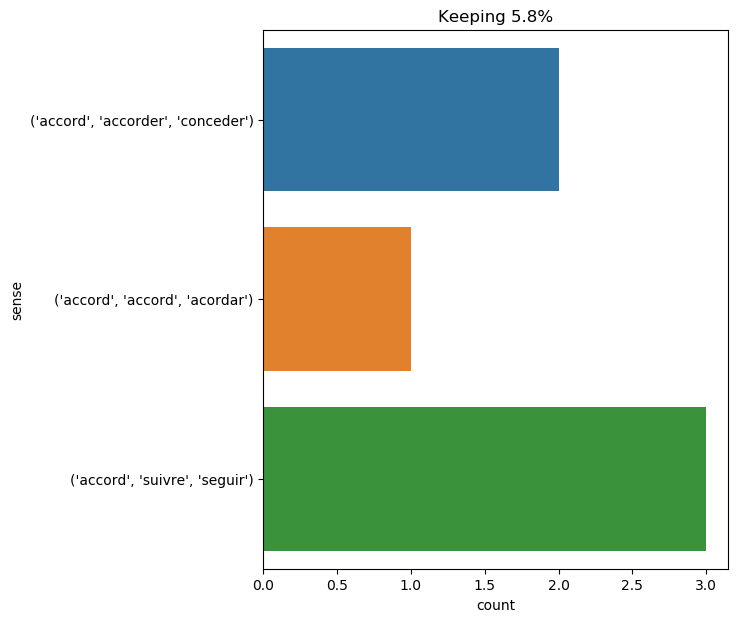 Keeping 5.8%
('accord', 'accorder', 'conceder')
('accord', 'accord', 'acordar')
('accord', 'suivre', 'seguir')
sense
0.0 0.5 1.0 1.5 2.0 2.5 3.0
count